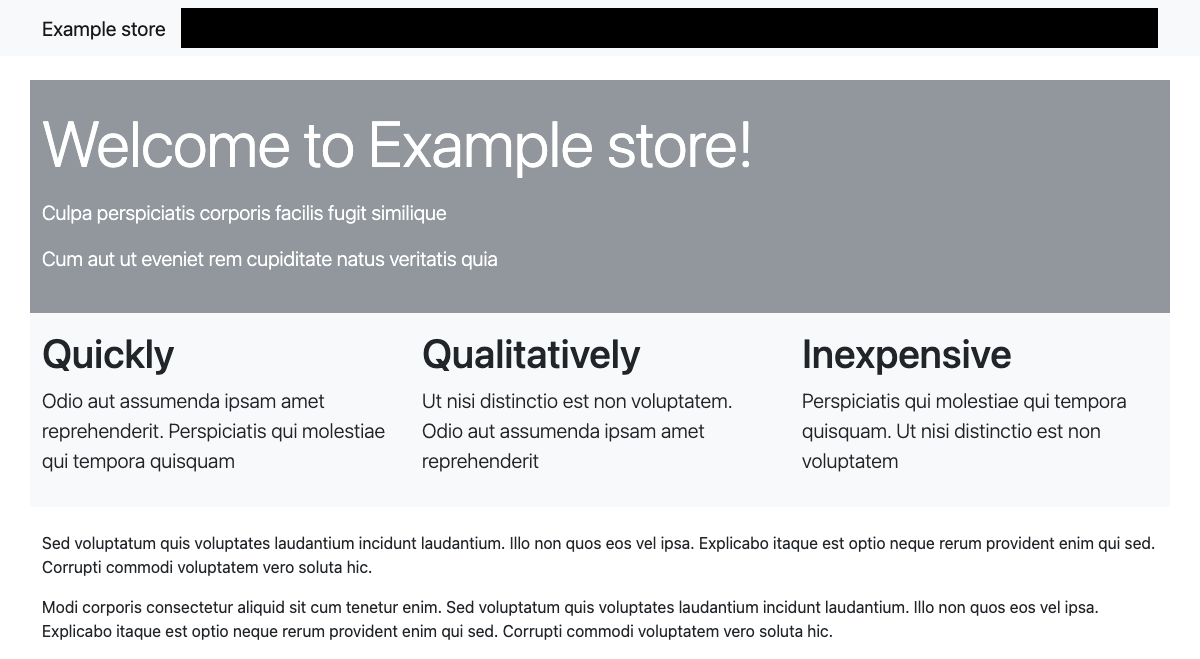 Example store
Welcome to Example store!
Culpa perspiciatis corporis facilis fugit similique
Cum aut ut eveniet rem cupiditate natus veritatis quia
Quickly
Odio aut assumenda ipsam amet
reprehenderit. Perspiciatis qui molestiae
qui tempora quisquam
Qualitatively
Ut nisi distinctio est non voluptatem.
Odio aut assumenda ipsam amet
reprehenderit
Inexpensive
Perspiciatis qui molestiae qui tempora
quisquam. Ut nisi distinctio est non
voluptatem
Sed voluptatum quis voluptates laudantium incidunt laudantium. Illo non quos eos vel ipsa. Explicabo itaque est optio neque rerum provident enim qui sed.
Corrupti commodi voluptatem vero soluta hic.
Modi corporis consectetur aliquid sit cum tenetur enim. Sed voluptatum quis voluptates laudantium incidunt laudantium. Illo non quos eos vel ipsa.
Explicabo itaque est optio neque rerum provident enim qui sed. Corrupti commodi voluptatem vero soluta hic.